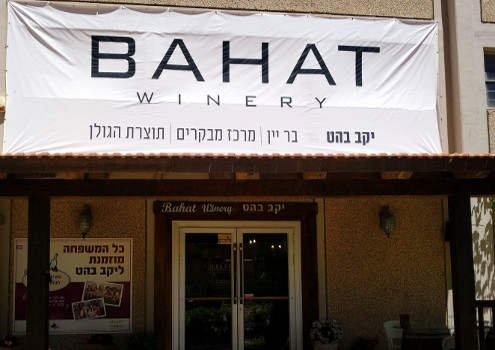 BAHAT
WINERY
יקב בהט | בר יין | מרכז מבקרים | תוצרת הגולן
Bahat Winery יקב בהט
כל המשפחה
מוזמנת
ליקב בהט